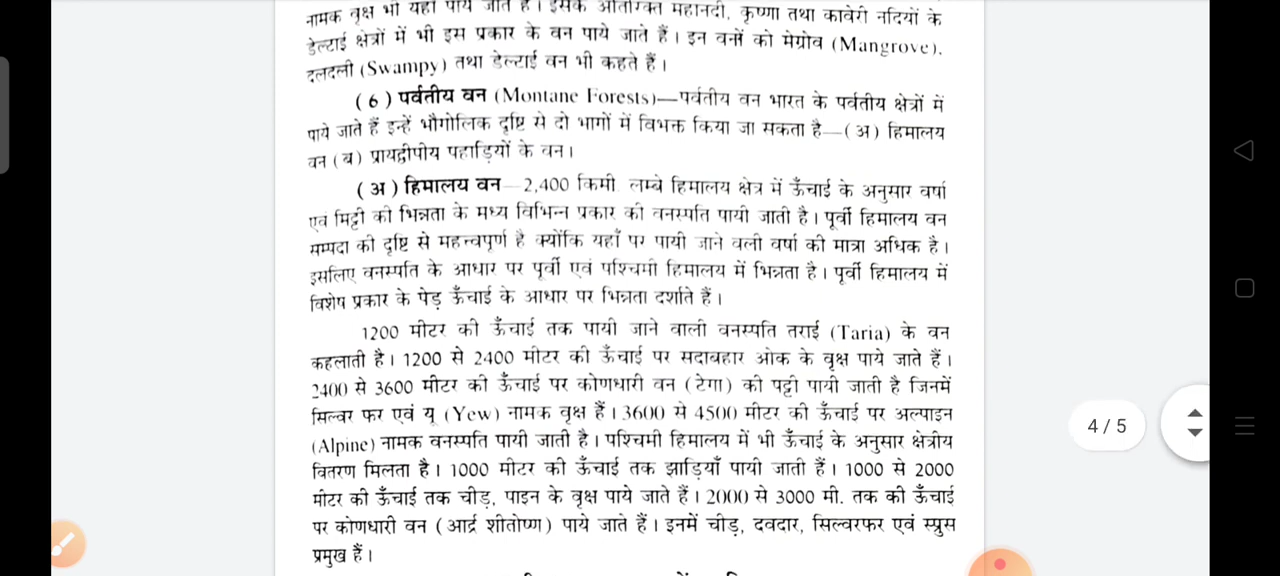 नामक वृक्ष भी यहाँ पाये जाते हैं। इसके अतिरिक्त महानदी, कृष्णा तथा कावेरी नदियों के
डेल्टाई क्षेत्रों में भी इस प्रकार के वन पाये जाते हैं। इन वनों को मेग्रोव (Mangrove),
दलदली (Swampy) तथा डेल्टाई वन भी कहते हैं।
(6) पर्वतीय वन (Montane Forests)—पर्वतीय वन भारत के पर्वतीय क्षेत्रों में
पाये जाते हैं इन्हें भौगोलिक दृष्टि से दो भागों में विभक्त किया जा सकता है—(अ) हिमालय
वन (ब) प्रायद्वीपीय पहाड़ियों के वन।
(अ) हिमालय वन—2,400 किमी. लम्बे हिमालय क्षेत्र में ऊँचाई के अनुसार वर्षा
एवं मिट्टी की भिन्नता के मध्य विभिन्न प्रकार की वनस्पति पायी जाती है। पूर्वी हिमालय वन
सम्पदा की दृष्टि से महत्त्वपूर्ण है क्योंकि यहाँ पर पायी जाने वली वर्षा की मात्रा अधिक है।
इसलिए वनस्पति के आधार पर पूर्वी एवं पश्चिमी हिमालय में भिन्नता है। पूर्वी हिमालय में
विशेष प्रकार के पेड़ ऊँचाई के आधार पर भिन्नता दर्शाते हैं।
1200 मीटर की ऊँचाई तक पायी जाने वाली वनस्पति तराई (Taria) के वन
कहलाती है। 1200 से 2400 मीटर की ऊँचाई पर सदाबहार ओक के वृक्ष पाये जाते हैं।
2400 से 3600 मीटर की ऊँचाई पर कोणधारी वन (टेगा) की पट्टी पायी जाती है जिनमें
सिल्वर फर एवं यू (Yew) नामक वृक्ष हैं। 3600 से 4500 मीटर की ऊँचाई पर अल्पाइन
(Alpine) नामक वनस्पति पायी जाती है। पश्चिमी हिमालय में भी ऊँचाई के अनुसार क्षेत्रीय
वितरण मिलता है। 1000 मीटर की ऊँचाई तक झाड़ियाँ पायी जाती हैं। 1000 से 2000
मीटर की ऊँचाई तक चीड़, पाइन के वृक्ष पाये जाते हैं। 2000 से 3000 मी. तक की ऊँचाई
पर कोणधारी वन (आर्द्र शीतोष्ण) पाये जाते हैं। इनमें चीड़, दवदार, सिल्वरफर एवं स्प्रुस
प्रमुख हैं।
4 / 5